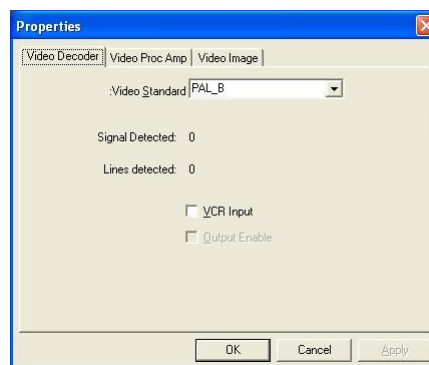 Properties
Video Decoder Video Proc Amp Video Image
:Video Standard PAL_B
Signal Detected: 0
Lines detected: 0
VCR Input
Output Enable
OK Cancel Apply